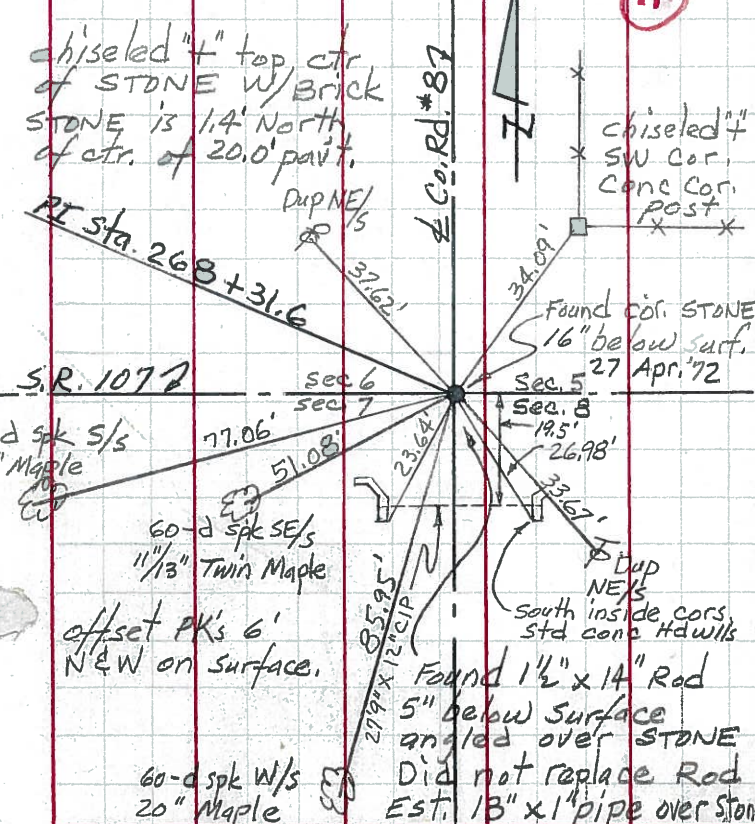 chiseled "+" top ctr
of STONE W/Brick
STONE is 1.4' North
of ctr. of 20.0' pav't.
℄ Co. Rd. #87
N
chiseled "+"
SW Cor.
Conc Cor.
Post
Dup NE/s
PI Sta. 268+31.6
37.62'
34.09'
Found cor. STONE
16" below surf.
27 Apr. '72
S.R. 107
Sec. 6
Sec. 5
Sec. 7
Sec. 8
19.5'
26.98'
d spk S/s
" Maple
77.06'
51.08'
23.64'
33.67'
60-d spk SE/s
11"/13" Twin Maple
Dup
NE/s
South inside cors.
Std conc Hdwlls
offset PK's 6'
N & W on surface.
85.95'
27'9" x 12" CIP
Found 1½" x 14" Rod
5" below Surface
angled over STONE
Did not replace Rod
Est. 13" x 1" pipe over Ston
60-d spk W/s
20" Maple